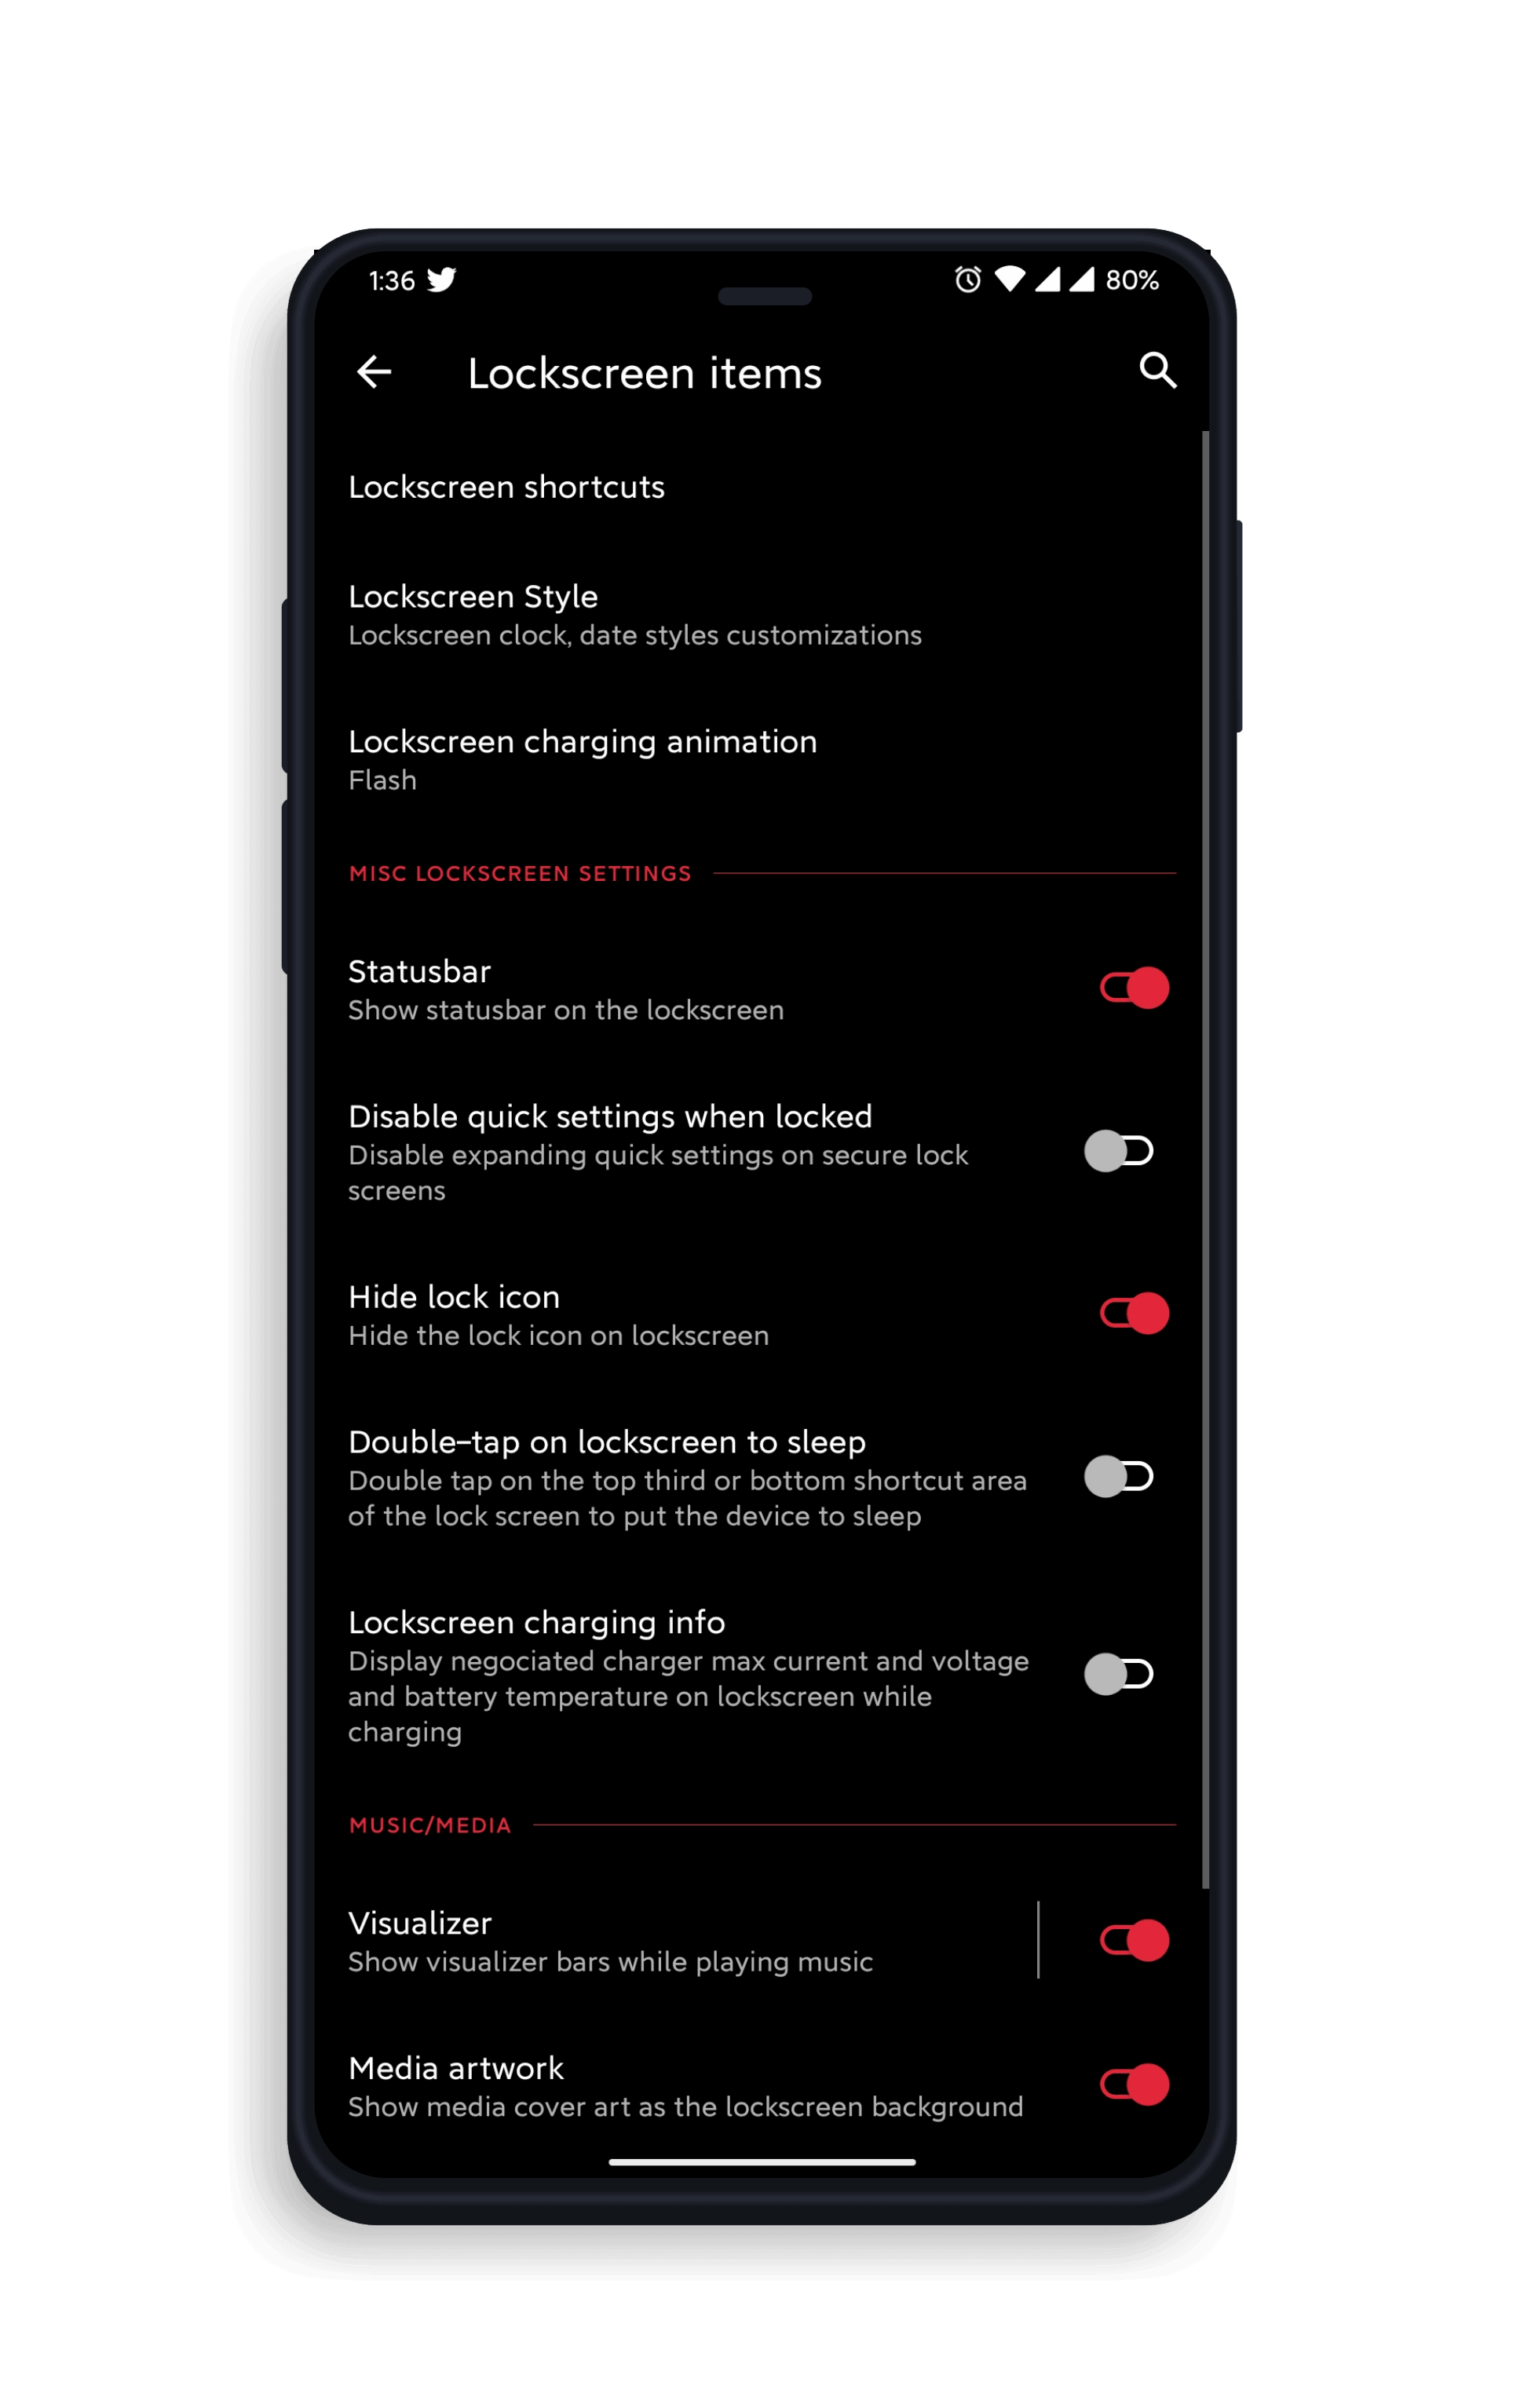 1:36
80%
Lockscreen items
Lockscreen shortcuts
Lockscreen Style
Lockscreen clock, date styles customizations
Lockscreen charging animation
Flash
MISC LOCKSCREEN SETTINGS
Statusbar
Show statusbar on the lockscreen
Disable quick settings when locked
Disable expanding quick settings on secure lock
screens
Hide lock icon
Hide the lock icon on lockscreen
Double-tap on lockscreen to sleep
Double tap on the top third or bottom shortcut area
of the lock screen to put the device to sleep
Lockscreen charging info
Display negociated charger max current and voltage
and battery temperature on lockscreen while
charging
MUSIC/MEDIA
Visualizer
Show visualizer bars while playing music
Media artwork
Show media cover art as the lockscreen background